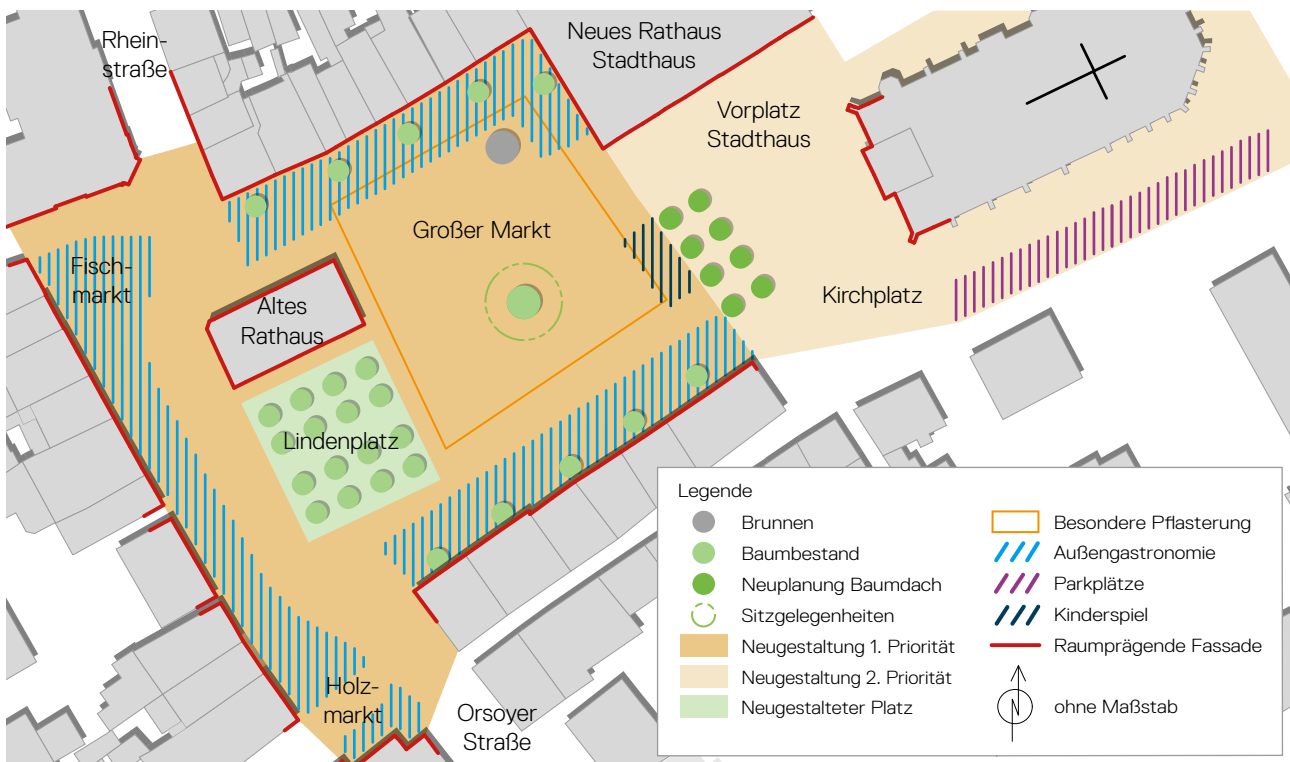 Rhein-
straße
Neues Rathaus
Stadthaus
Vorplatz
Stadthaus
Großer Markt
Fisch-
markt
Altes
Rathaus
Kirchplatz
Lindenplatz
Holz-
markt
Orsoyer
Straße
Legende
Brunnen
Baumbestand
Neuplanung Baumdach
Sitzgelegenheiten
Neugestaltung 1. Priorität
Neugestaltung 2. Priorität
Neugestalteter Platz
Besondere Pflasterung
Außengastronomie
Parkplätze
Kinderspiel
Raumprägende Fassade
N
ohne Maßstab